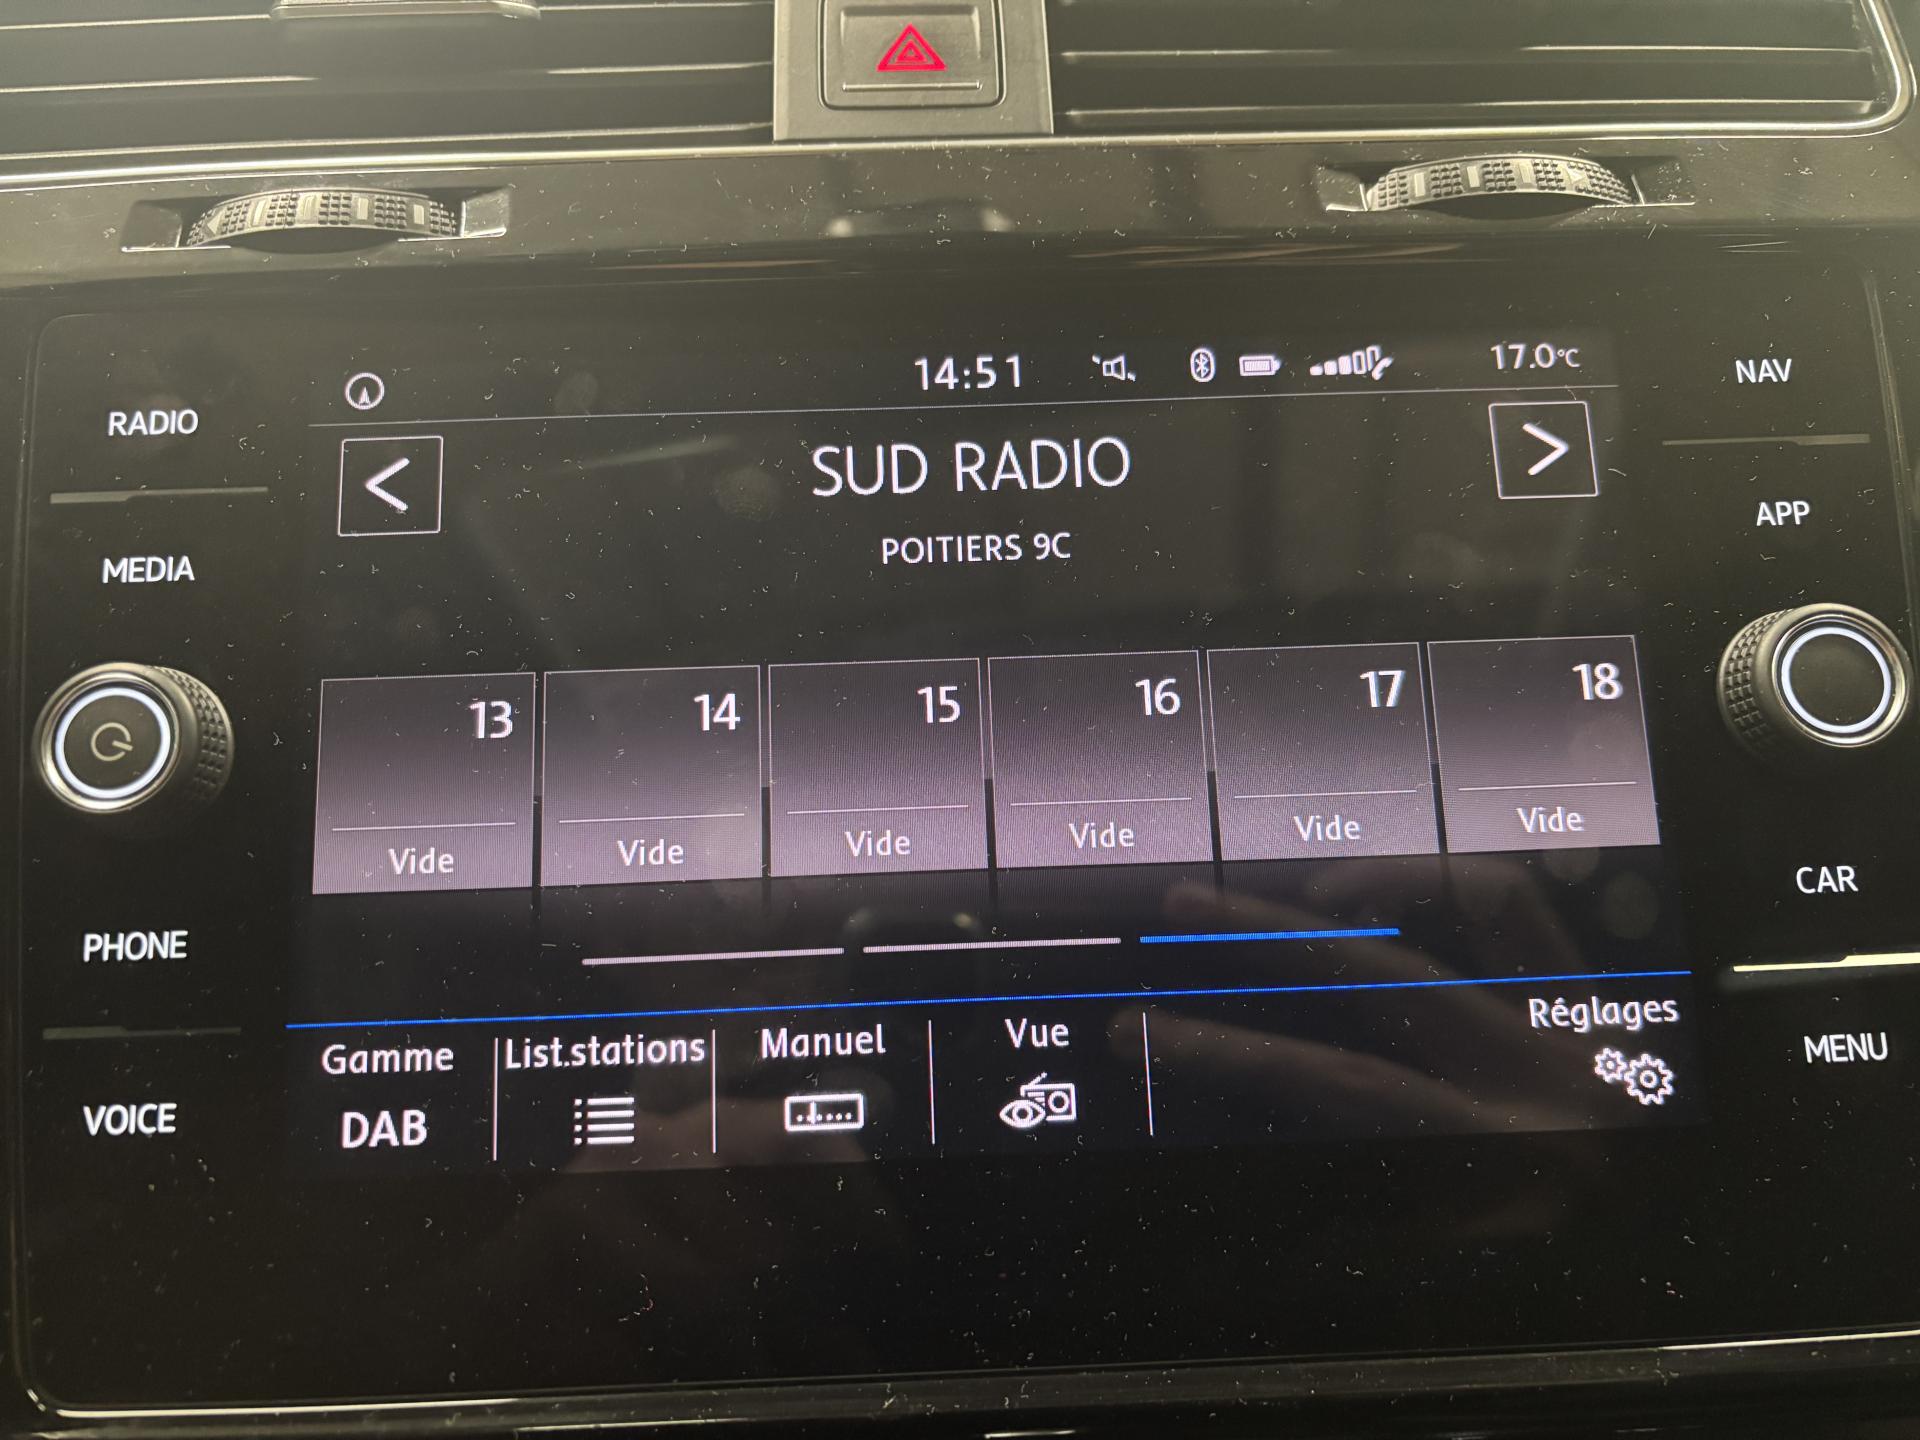 14:51
17.0°C
RADIO
MEDIA
PHONE
VOICE
SUD RADIO
POITIERS 9C
13
14
15
16
17
18
Vide
Vide
Vide
Vide
Vide
Vide
Gamme
DAB
List.stations
Manuel
Vue
Réglages
NAV
APP
CAR
MENU